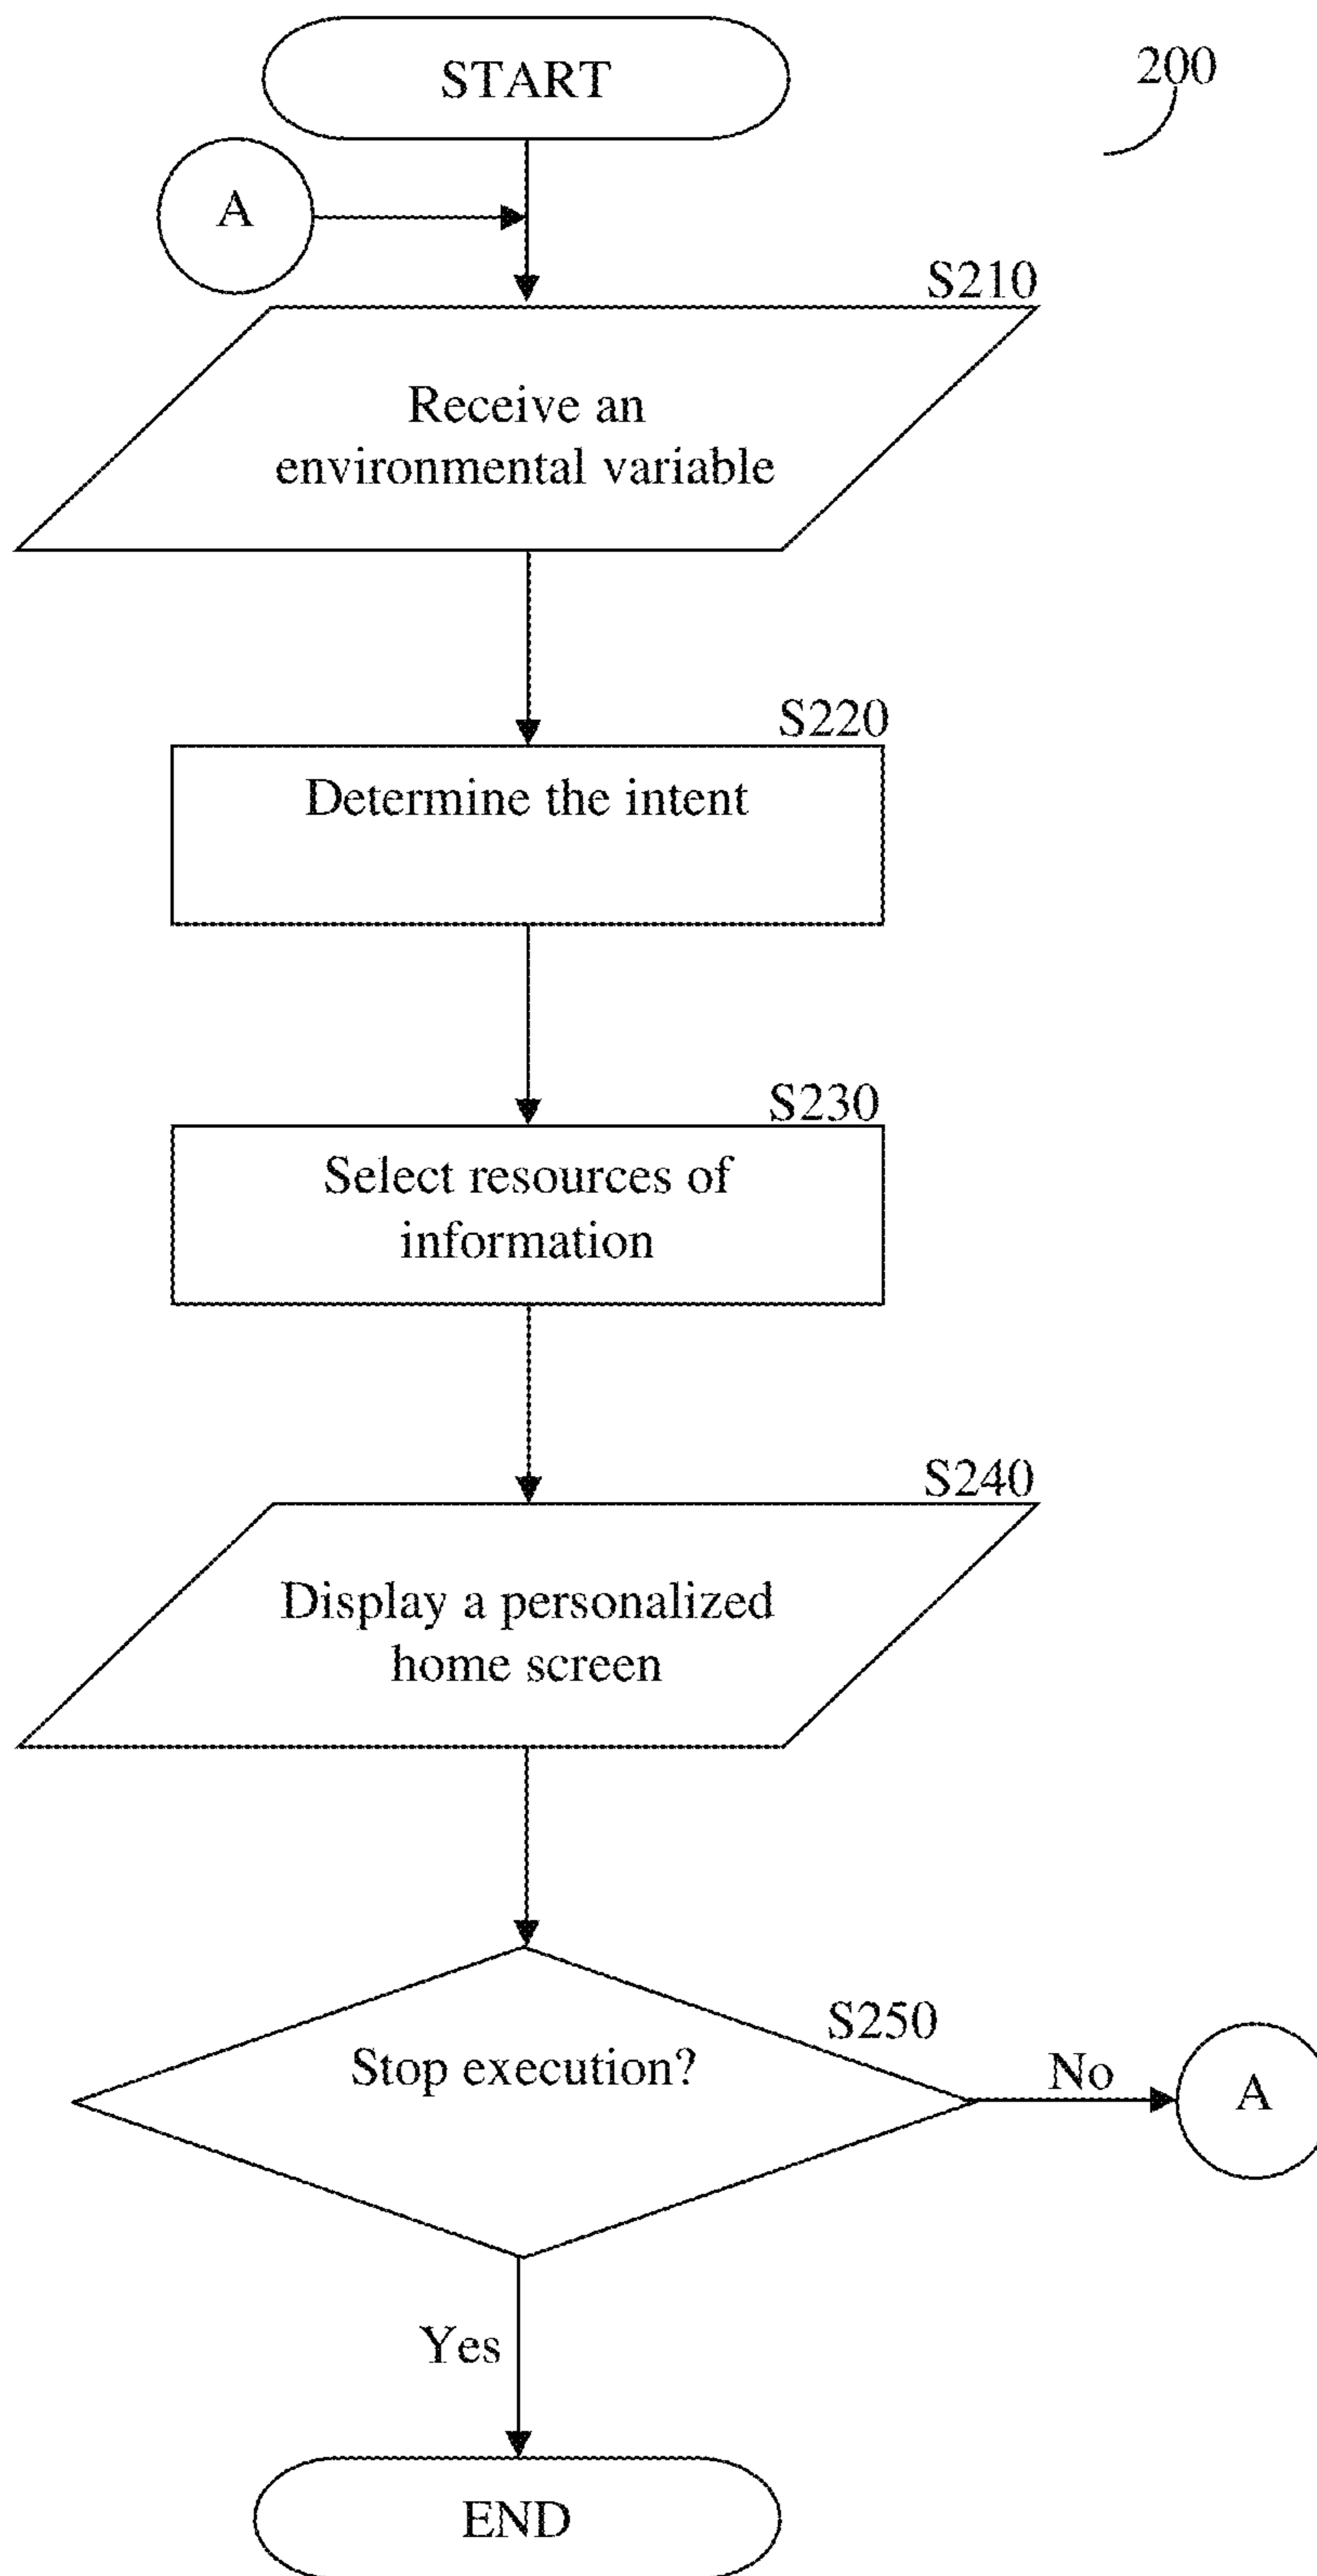 START
200
A
S210
Receive an
environmental variable
S220
Determine the intent
S230
Select resources of
information
S240
Display a personalized
home screen
S250
Stop execution?
No
A
Yes
END